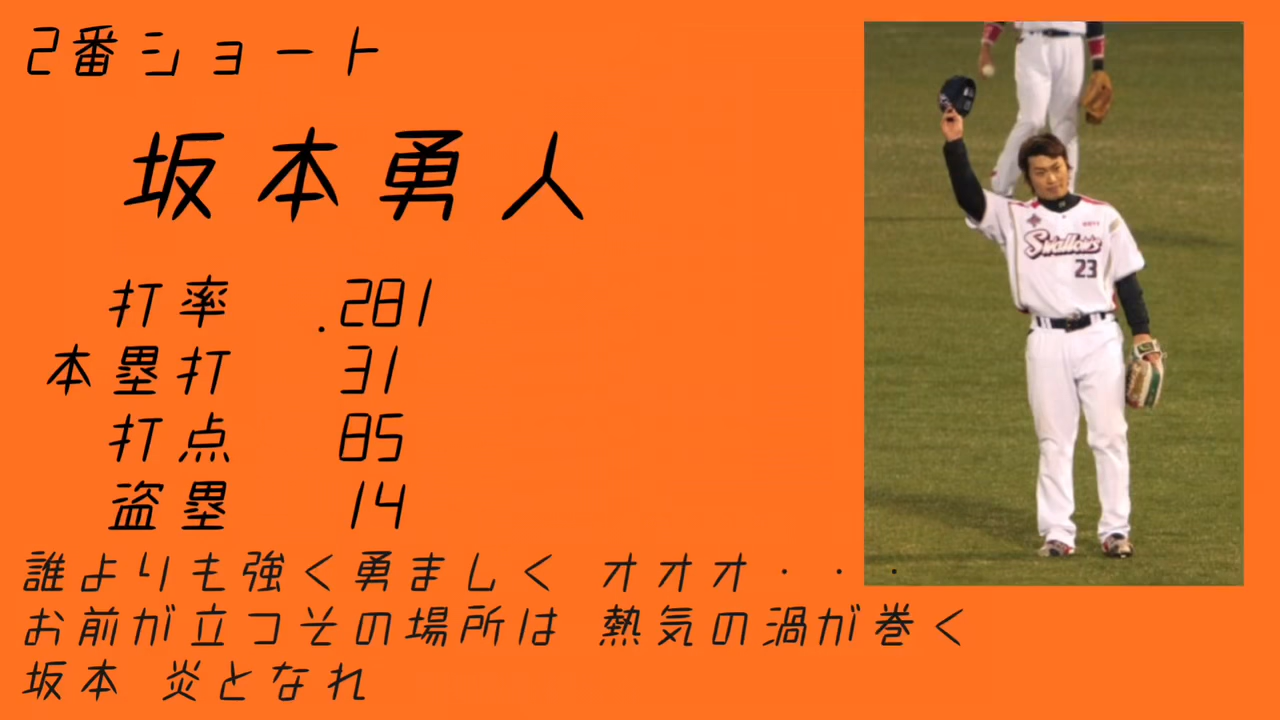 2番ショート
坂本勇人
打率 .281
本塁打 31
打点 85
盗塁 14
誰よりも強く勇ましく オオオ・・・
お前が立つその場所は 熱気の渦が巻く
坂本 炎となれ
Swallows
23